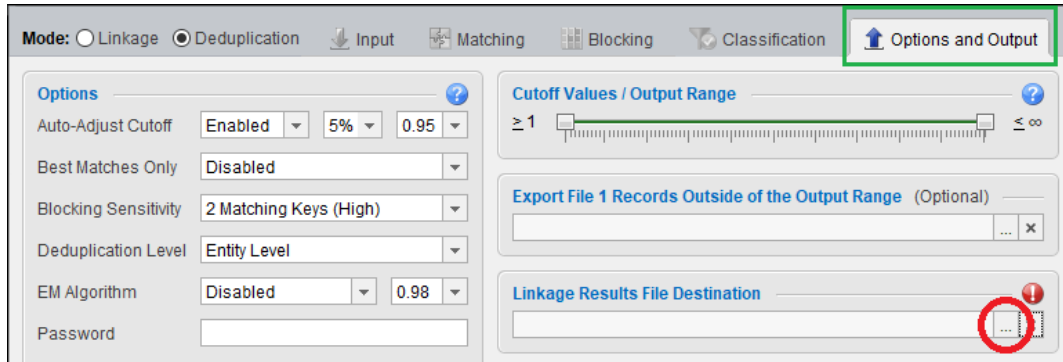 Mode: Linkage Deduplication Input Matching Blocking Classification Options and Output
Options
Auto-Adjust Cutoff Enabled 5% 0.95
Best Matches Only Disabled
Blocking Sensitivity 2 Matching Keys (High)
Deduplication Level Entity Level
EM Algorithm Disabled 0.98
Password
Cutoff Values / Output Range
≥ 1 ≤ ∞
Export File 1 Records Outside of the Output Range (Optional)
... ×
Linkage Results File Destination
...